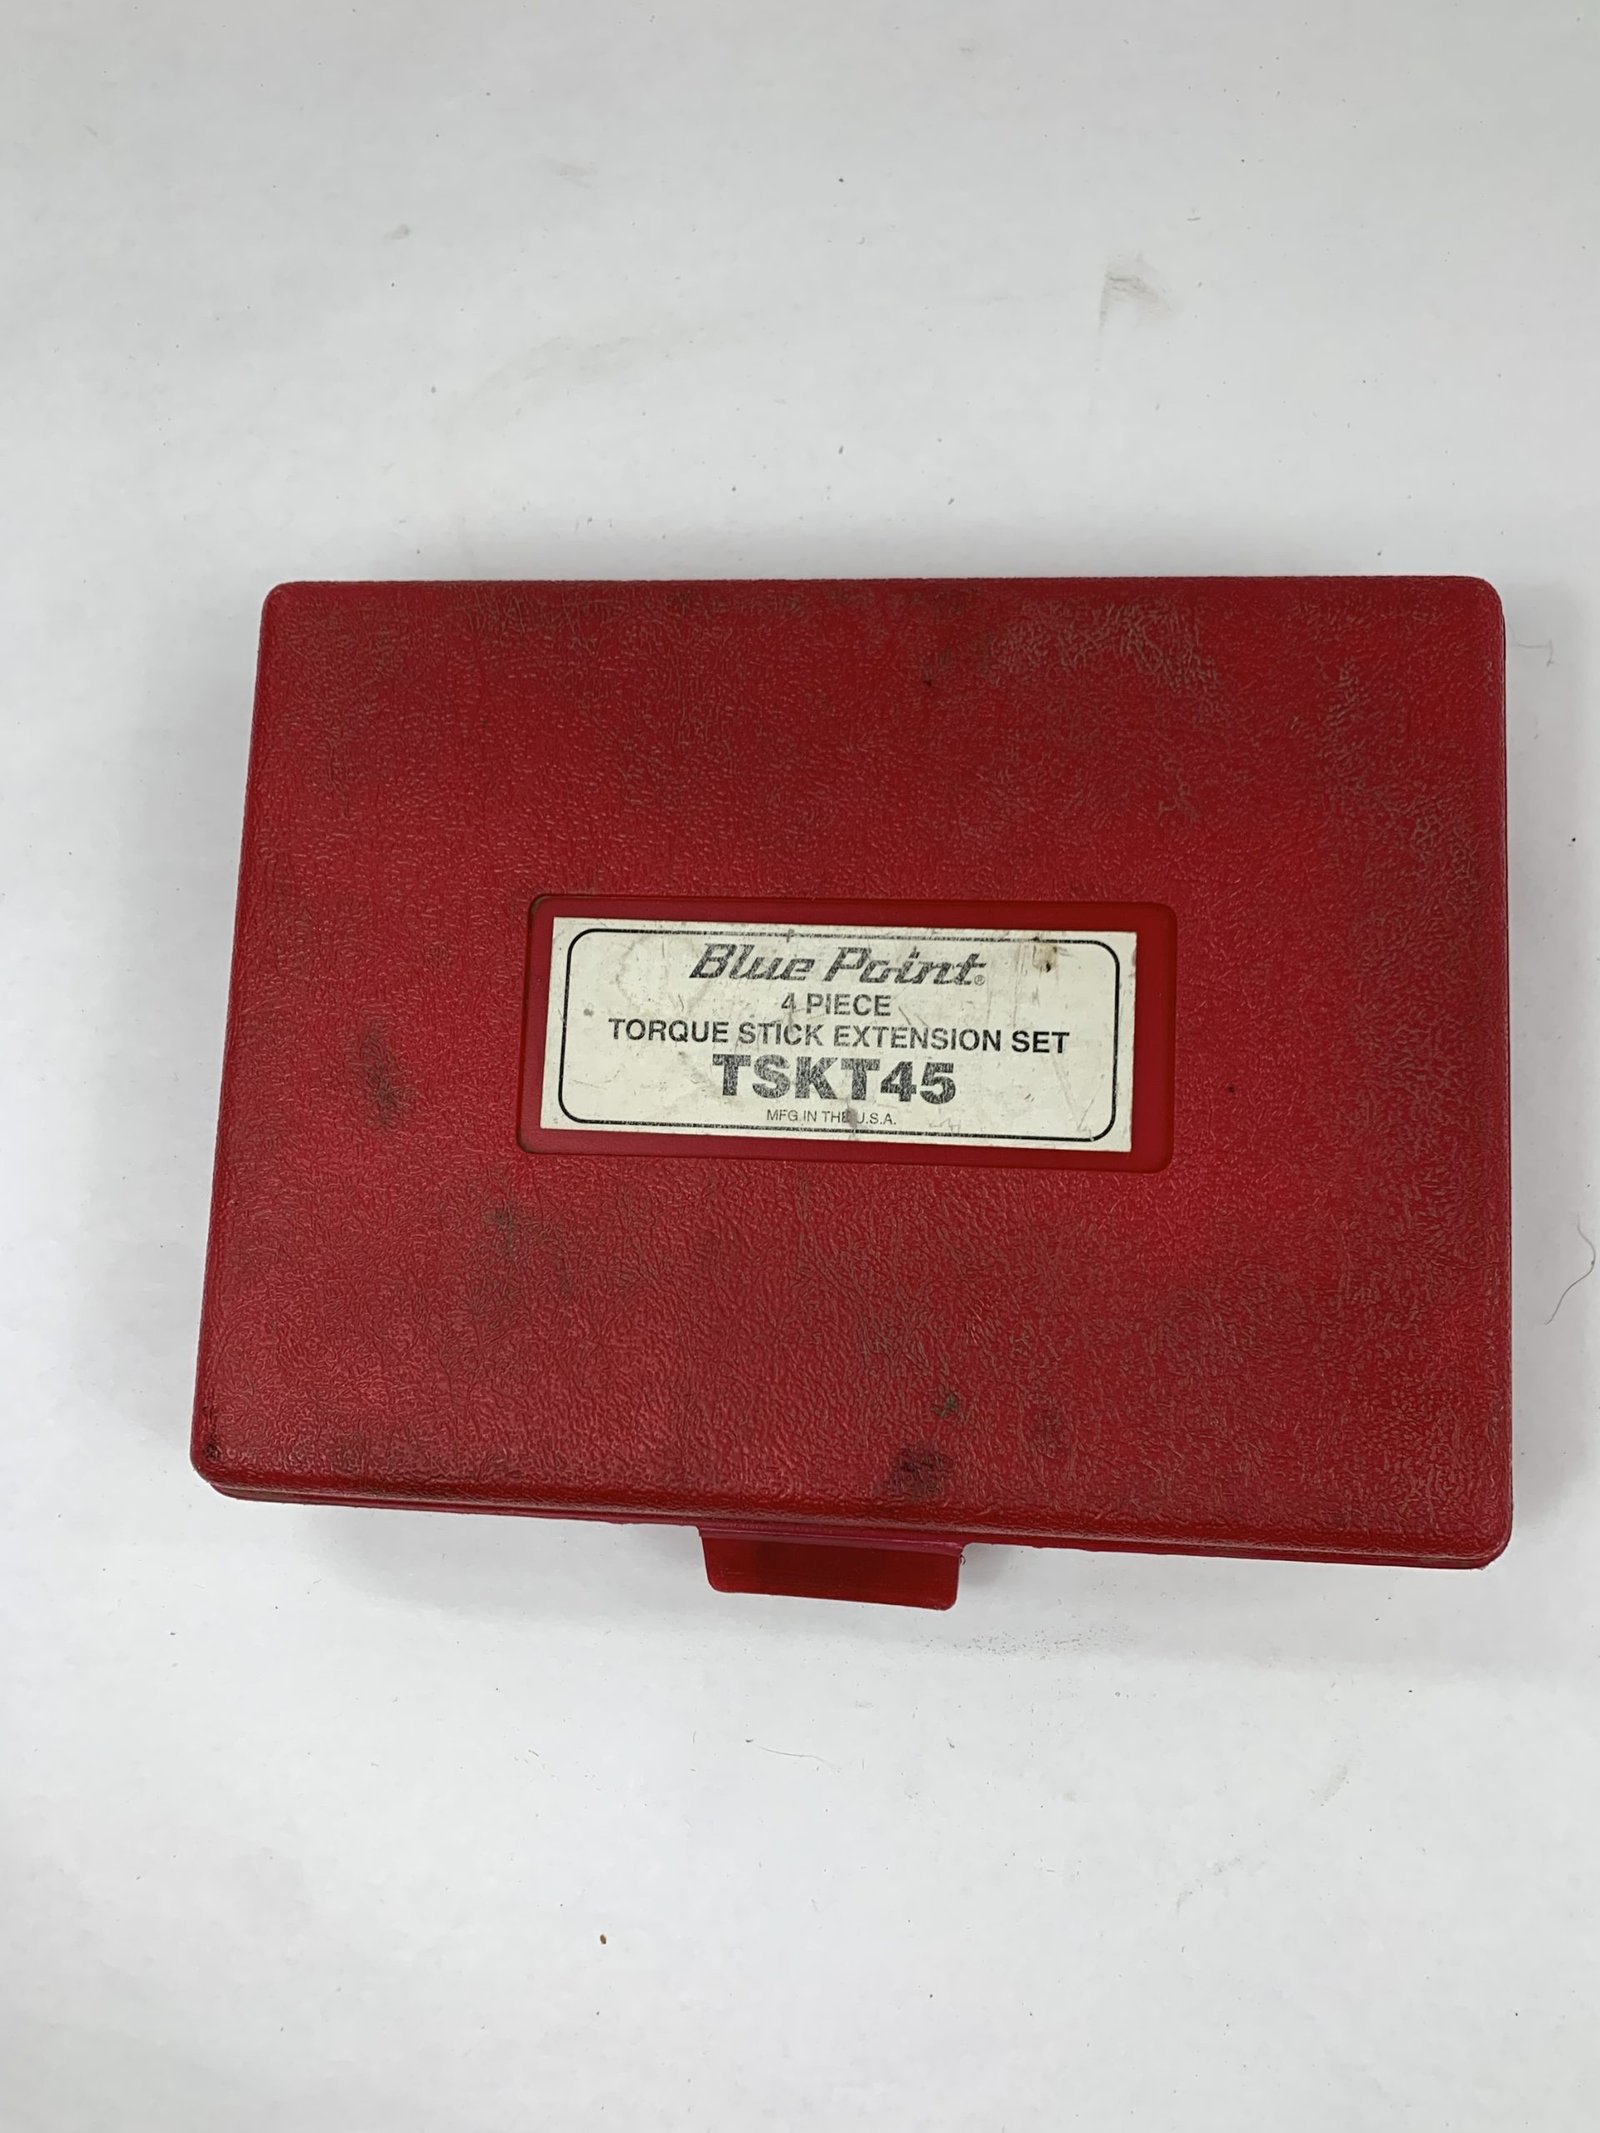 Blue Point®
4 PIECE
TORQUE STICK EXTENSION SET
TSKT45
MFG. IN THE U.S.A.